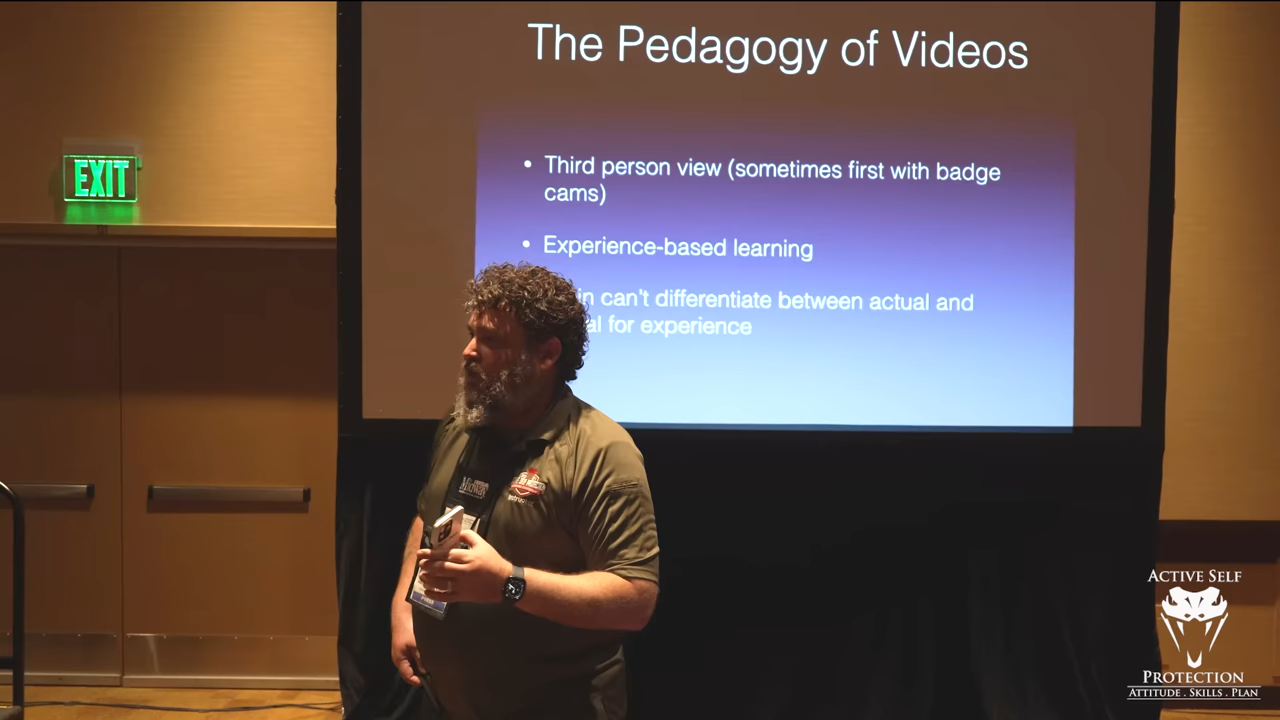 The Pedagogy of Videos
• Third person view (sometimes first with badge
cams)
EXIT
• Experience-based learning
can't differentiate between actual and
for experience
ACTIVE SELF
PROTECTION
ATTITUDE . SKILLS . PLAN